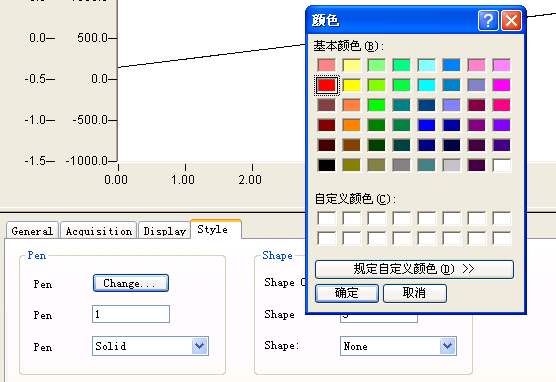 颜色
基本颜色(B):
0.0 500.0
-0.5 0.0
-1.0 -500.0
-1.5 -1000.0
0.00 1.00 2.00
自定义颜色(C):
规定自定义颜色(D) >>
确定 取消
General Acquisition Display Style
Pen Shape
Pen Change... Shape
Pen 1 Shape
Pen Solid Shape: None